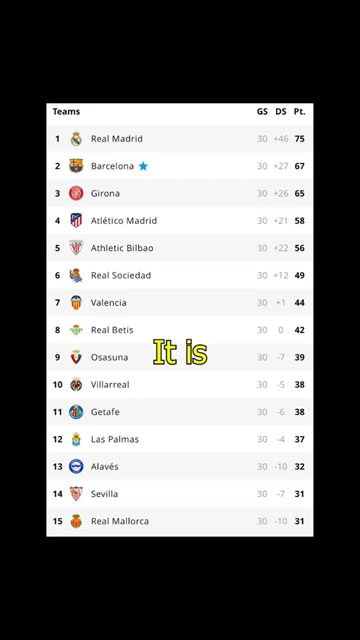 Teams GS DS Pt.
1 Real Madrid 30 +46 75
2 Barcelona 30 +27 67
3 Girona 30 +26 65
4 Atlético Madrid 30 +21 58
5 Athletic Bilbao 30 +22 56
6 Real Sociedad 30 +12 49
7 Valencia 30 +1 44
8 Real Betis 30 0 42
9 Osasuna 30 -7 39
It is
10 Villarreal 30 -5 38
11 Getafe 30 -6 38
12 Las Palmas 30 -4 37
13 Alavés 30 -10 32
14 Sevilla 30 -7 31
15 Real Mallorca 30 -10 31